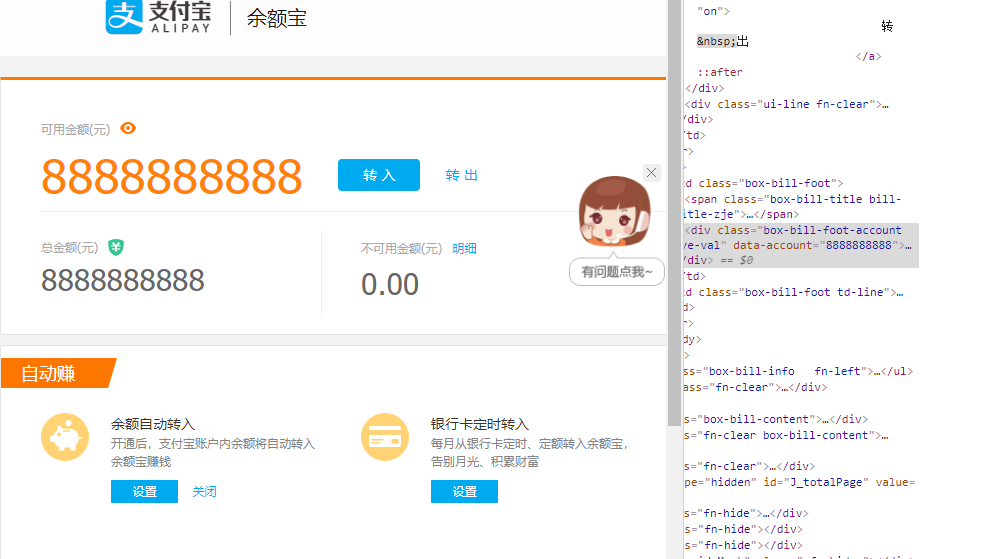 支付宝
ALIPAY
余额宝
可用金额(元)
8888888888
转 入
转 出
总金额(元)
8888888888
不可用金额(元) 明细
0.00
有问题点我~
自动赚
余额自动转入
开通后，支付宝账户内余额将自动转入
余额宝赚钱
设置
关闭
银行卡定时转入
每月从银行卡定时、定额转入余额宝，
告别月光、积累财富
设置
"on">
转
&nbsp;出
</a>
::after
</div>
<div class="ui-line fn-clear">…
/div>
/td>
r>
>
td class="box-bill-foot">
<span class="box-bill-title bill-
itle-zje">…</span>
<div class="box-bill-foot-account
ye-val" data-account="8888888888">…
/div> == $0
/td>
td class="box-bill-foot td-line">…
d>
r>
dy>
>
ss="box-bill-info fn-left">…</ul>
ass="fn-clear">…</div>
s="box-bill-content">…</div>
s="fn-clear box-bill-content">…
s="fn-clear">…</div>
pe="hidden" id="J_totalPage" value=
s="fn-hide">…</div>
s="fn-hide"></div>
s="fn-hide"></div>